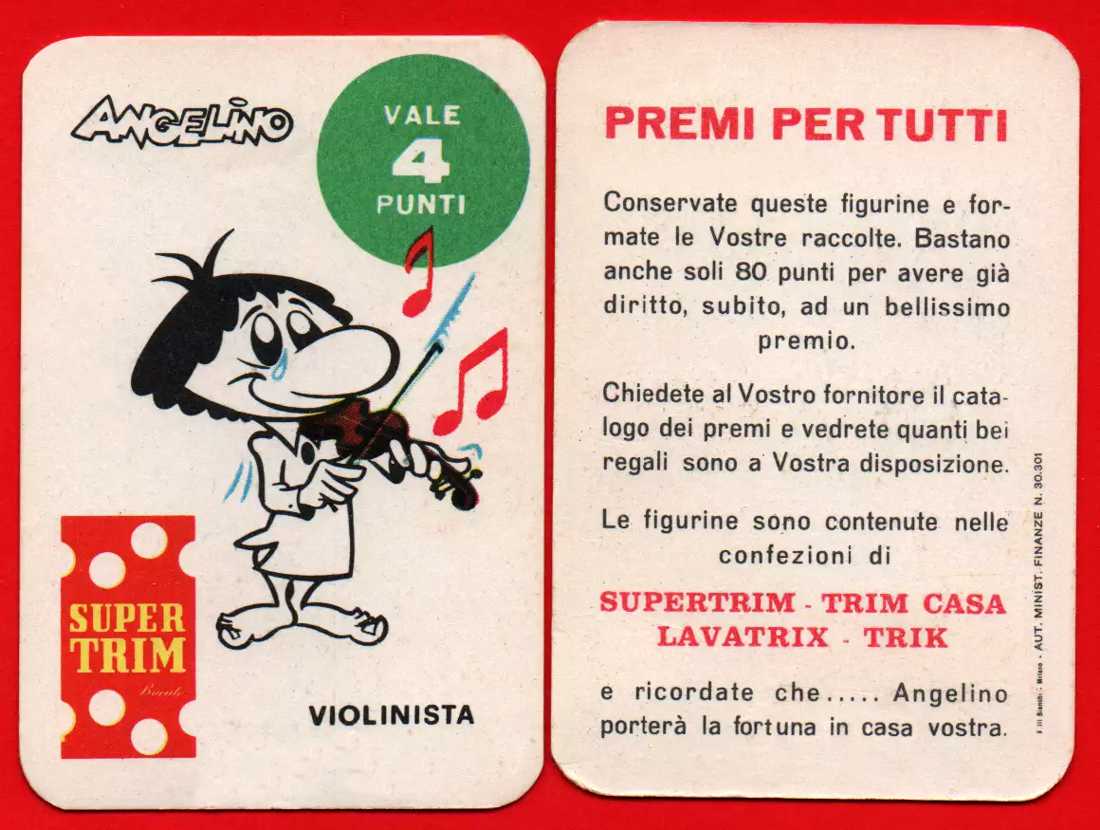 ANGELINO
VALE
4
PUNTI
SUPER
TRIM
VIOLINISTA
PREMI PER TUTTI
Conservate queste figurine e for-
mate le Vostre raccolte. Bastano
anche soli 80 punti per avere già
diritto, subito, ad un bellissimo
premio.
Chiedete al Vostro fornitore il cata-
logo dei premi e vedrete quanti bei
regali sono a Vostra disposizione.
Le figurine sono contenute nelle
confezioni di
SUPERTRIM - TRIM CASA
LAVATRIX - TRIK
e ricordate che..... Angelino
porterà la fortuna in casa vostra.
Bianchi - Milano - AUT. MINIST. FINANZE N. 30.301